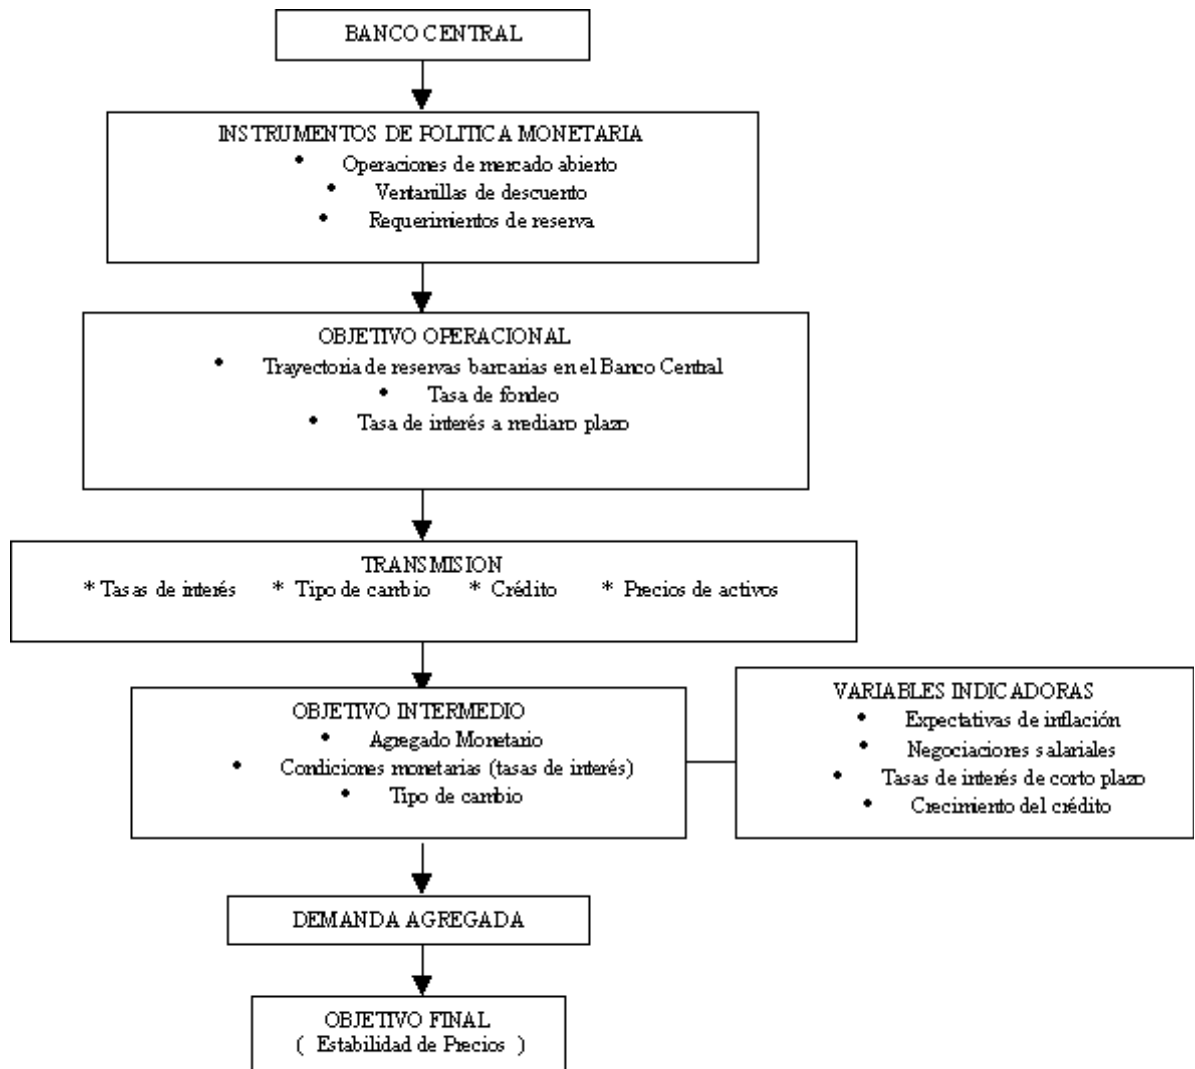 BANCO CENTRAL
INSTRUMENTOS DE POLITICA MONETARIA
• Operaciones de mercado abierto
• Ventanillas de descuento
• Requerimientos de reserva
OBJETIVO OPERACIONAL
• Trayectoria de reservas barcarias en el Banco Central
• Tasa de fondeo
• Tasa de interés a mediano plazo
TRANSMISION
* Tasas de interés * Tipo de cambio * Crédito * Precios de activos
OBJETIVO INTERMEDIO
• Agregado Monetario
• Condiciones monetarias (tasas de interés)
• Tipo de cambio
VARIABLES INDICADORAS
• Expectativas de inflación
• Negociaciones salariales
• Tasas de interés de corto plazo
• Crecimiento del crédito
DEMANDA AGREGADA
OBJETIVO FINAL
( Estabilidad de Precios )